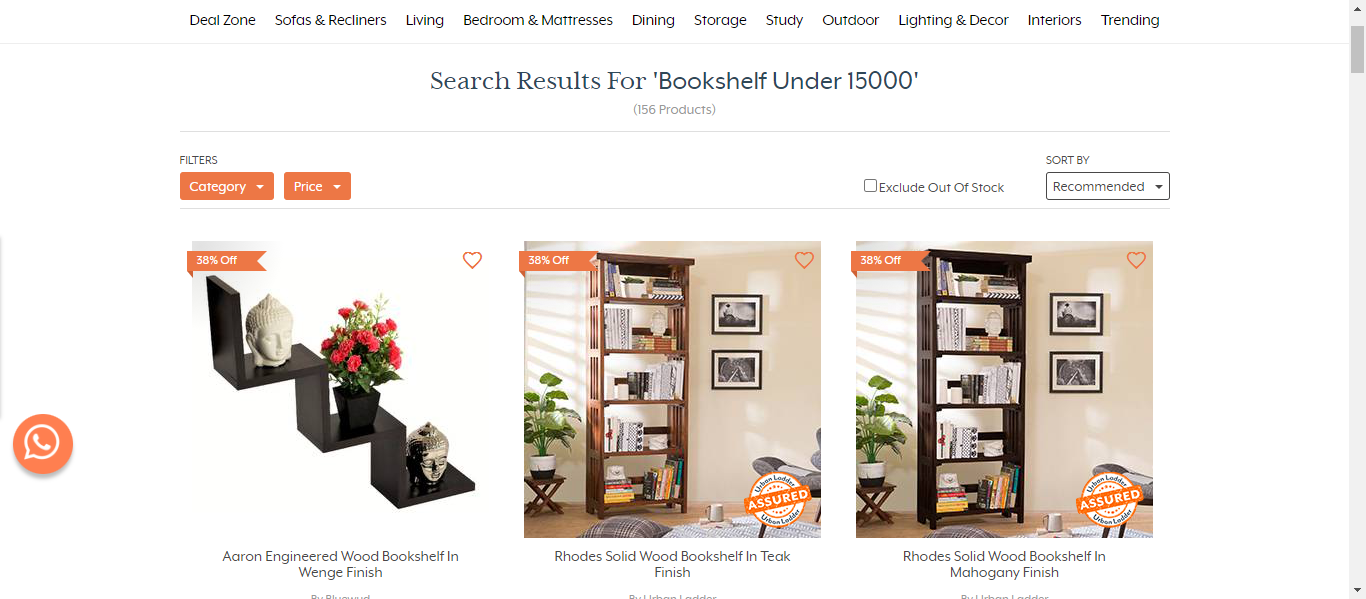 Deal Zone Sofas & Recliners Living Bedroom & Mattresses Dining Storage Study Outdoor Lighting & Decor Interiors Trending
Search Results For 'Bookshelf Under 15000'
(156 Products)
FILTERS
SORT BY
Category
Price
Exclude Out Of Stock
Recommended
38% Off
38% Off
38% Off
Urban Ladder
ASSURED
Urban Ladder
Urban Ladder
ASSURED
Urban Ladder
Aaron Engineered Wood Bookshelf In
Wenge Finish
Rhodes Solid Wood Bookshelf In Teak
Finish
Rhodes Solid Wood Bookshelf In
Mahogany Finish
By Bluewud
By Urban Ladder
By Urban Ladder